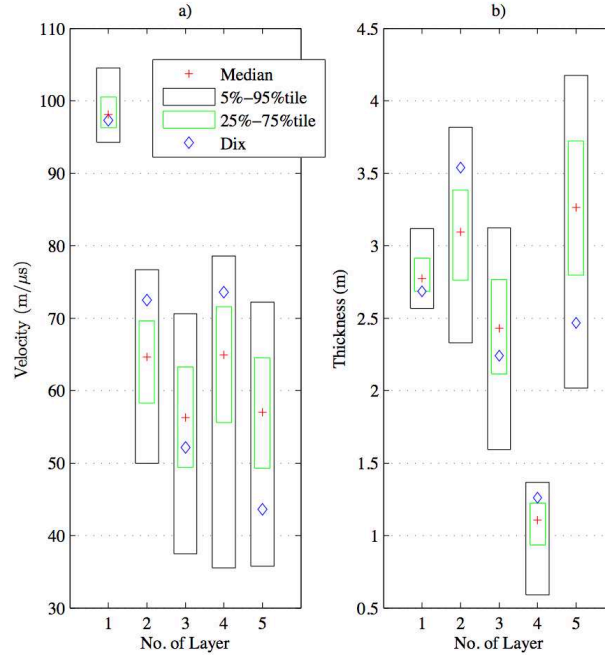 a)
110
100
90
80
70
60
50
40
30
Velocity (m/μs)
Median
5%−95%tile
25%−75%tile
Dix
1 2 3 4 5
No. of Layer
b)
4.5
4
3.5
3
2.5
2
1.5
1
0.5
Thickness (m)
1 2 3 4 5
No. of Layer